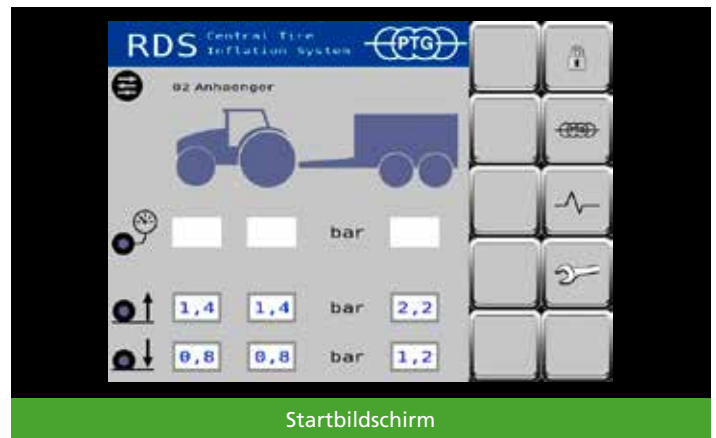 RDS Central Tire
Inflation System
PTG
02 Anhaenger
PTG
bar
1,4 1,4 bar 2,2
0,8 0,8 bar 1,2
Startbildschirm